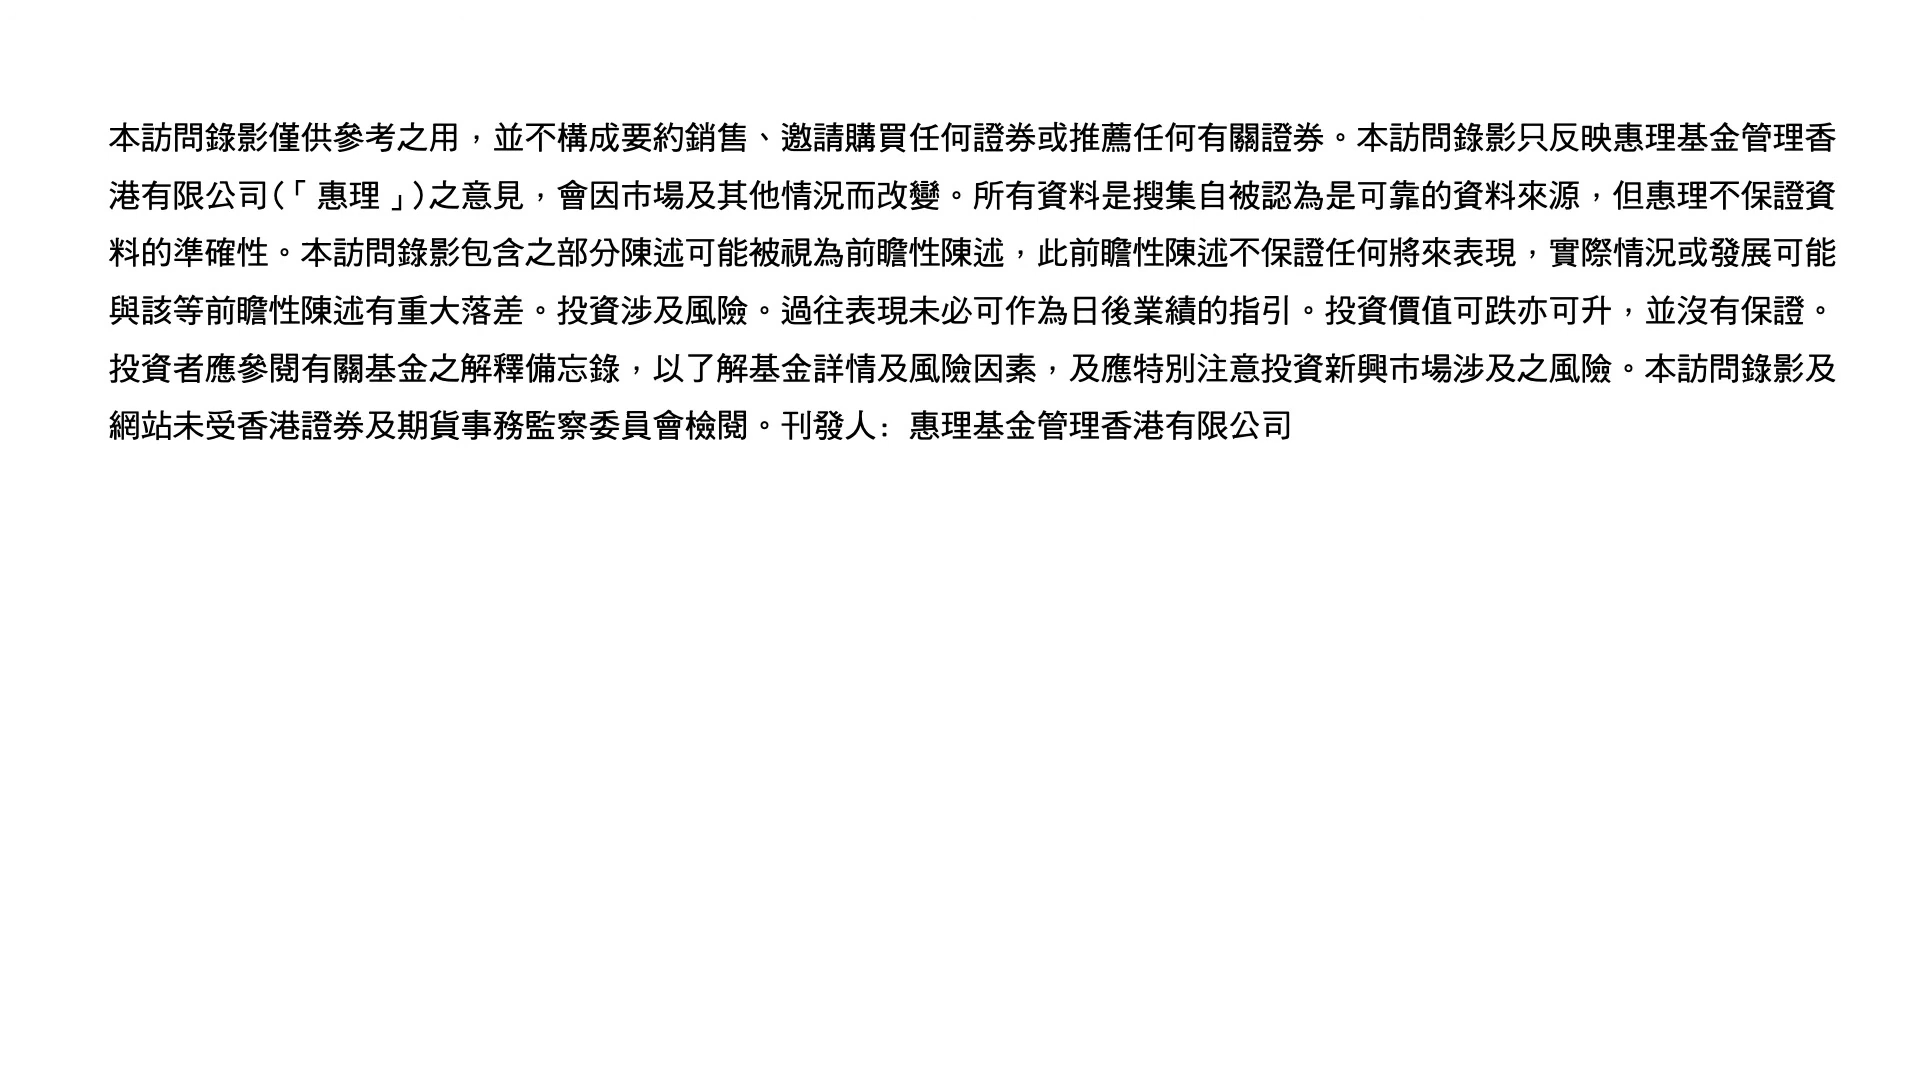 本訪問錄影僅供參考之用，並不構成要約銷售、邀請購買任何證券或推薦任何有關證券。本訪問錄影只反映惠理基金管理香
港有限公司(「惠理」)之意見，會因市場及其他情況而改變。所有資料是搜集自被認為是可靠的資料來源，但惠理不保證資
料的準確性。本訪問錄影包含之部分陳述可能被視為前瞻性陳述，此前瞻性陳述不保證任何將來表現，實際情況或發展可能
與該等前瞻性陳述有重大落差。投資涉及風險。過往表現未必可作為日後業績的指引。投資價值可跌亦可升，並沒有保證。
投資者應參閱有關基金之解釋備忘錄，以了解基金詳情及風險因素，及應特別注意投資新興市場涉及之風險。本訪問錄影及
網站未受香港證券及期貨事務監察委員會檢閱。刊發人: 惠理基金管理香港有限公司